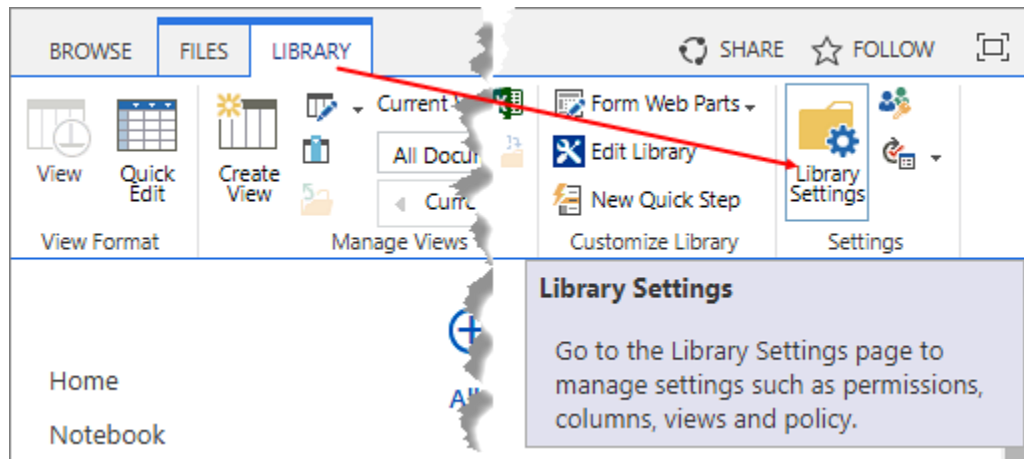 BROWSE
FILES
LIBRARY
SHARE
FOLLOW
View
Quick
Edit
Create
View
Current
All
Form Web Parts
Edit Library
New Quick Step
Library
Settings
View Format
Manage Views
Customize Library
Settings
Library Settings
Go to the Library Settings page to
manage settings such as permissions,
columns, views and policy.
Home
Notebook